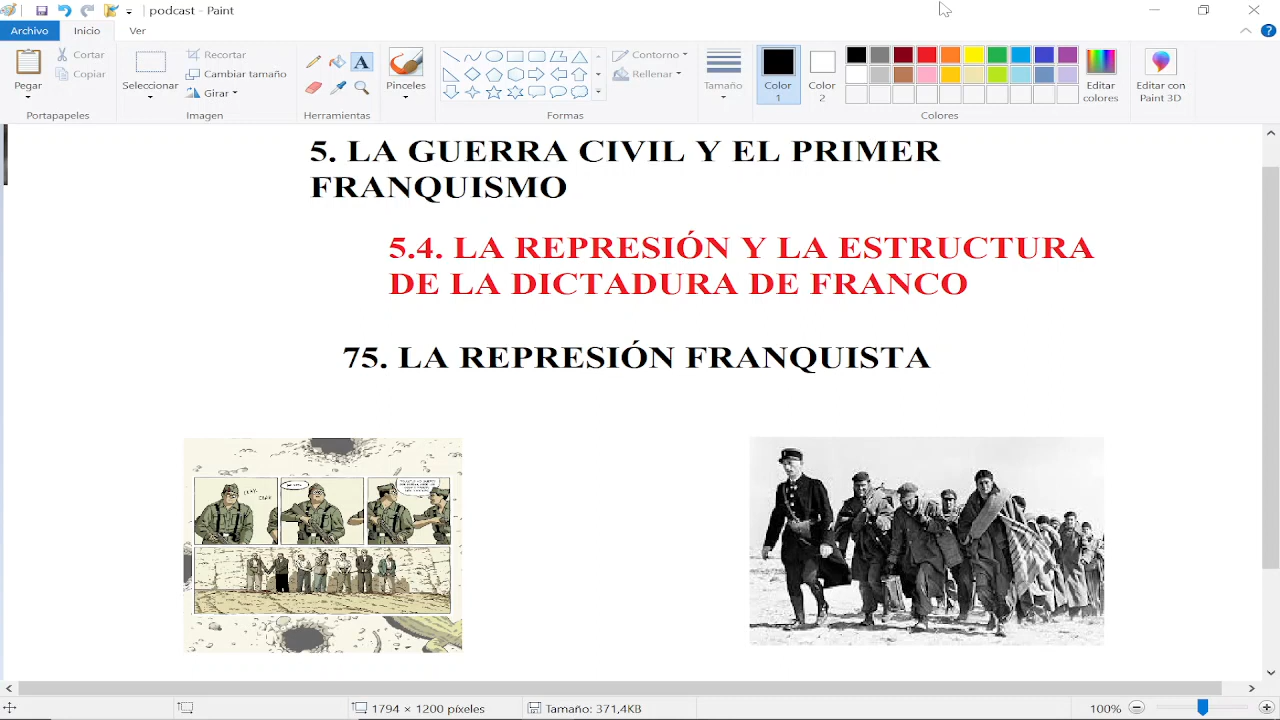 podcast - Paint
Archivo Inicio Ver
Pegar
Cortar
Copiar
Portapapeles
Seleccionar
Recortar
Cambiar tamaño
Girar
Imagen
A
Herramientas
Pinceles
Contorno
Rellenar
Formas
Tamaño
Color 1
Color 2
Editar colores
Colores
Editar con Paint 3D
5. LA GUERRA CIVIL Y EL PRIMER
FRANQUISMO
5.4. LA REPRESIÓN Y LA ESTRUCTURA
DE LA DICTADURA DE FRANCO
75. LA REPRESIÓN FRANQUISTA
1794 × 1200 píxeles
Tamaño: 371,4KB
100%